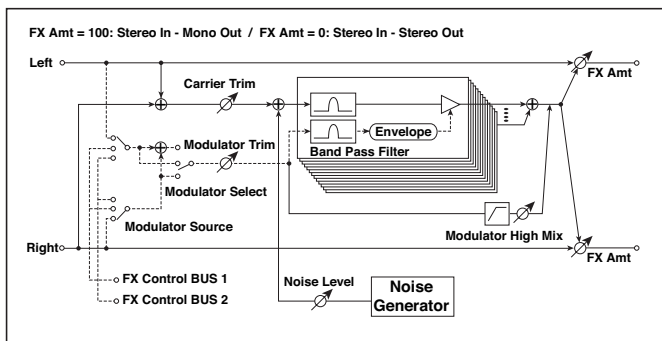 FX Amt = 100: Stereo In - Mono Out / FX Amt = 0: Stereo In - Stereo Out
Left
FX Amt
Carrier Trim
Envelope
Band Pass Filter
Modulator Trim
Modulator Select
Modulator Source
Modulator High Mix
Right
FX Amt
FX Control BUS 1
FX Control BUS 2
Noise Level
Noise
Generator